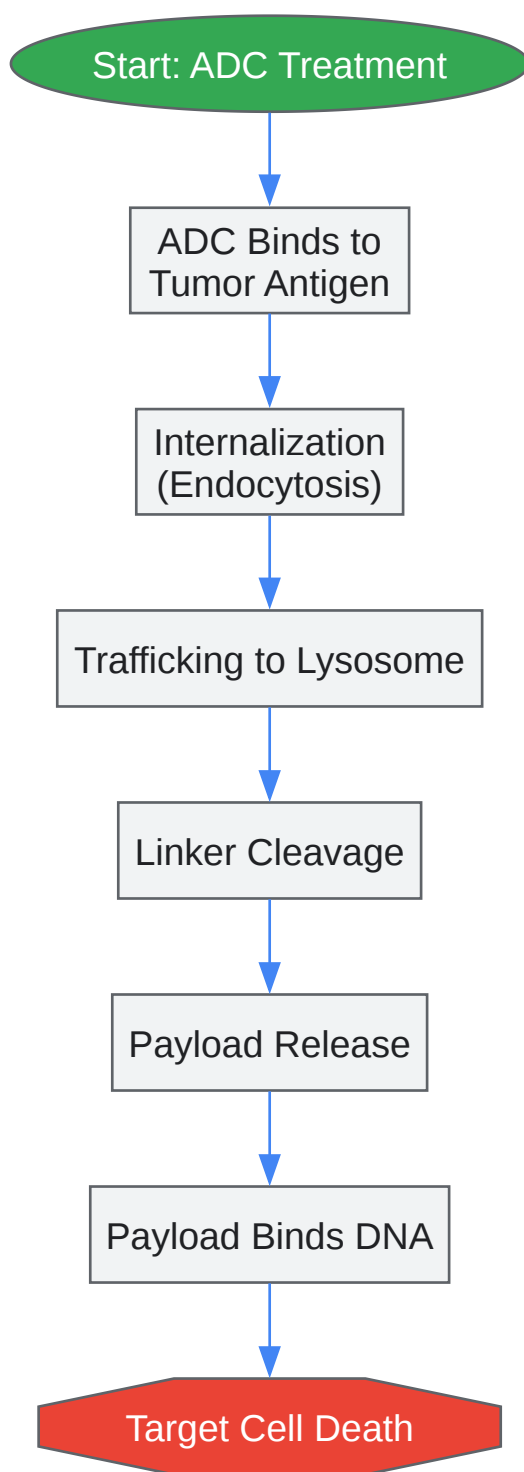 Start: ADC Treatment
ADC Binds to
Tumor Antigen
Internalization
(Endocytosis)
Trafficking to Lysosome
Linker Cleavage
Payload Release
Payload Binds DNA
Target Cell Death